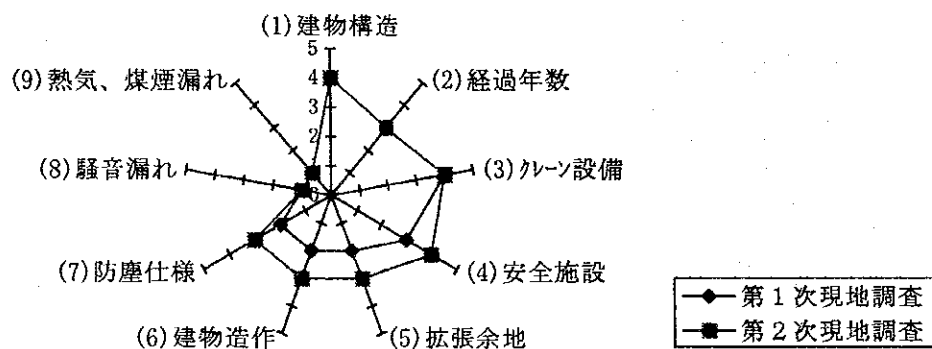 (1)建物構造
5
4
3
2
0
(2)経過年数
(3)クレーン設備
(4)安全施設
(5)拡張余地
(6)建物造作
(7)防塵仕様
(8)騒音漏れ
(9)熱気、煤煙漏れ
第1次現地調査
第2次現地調査